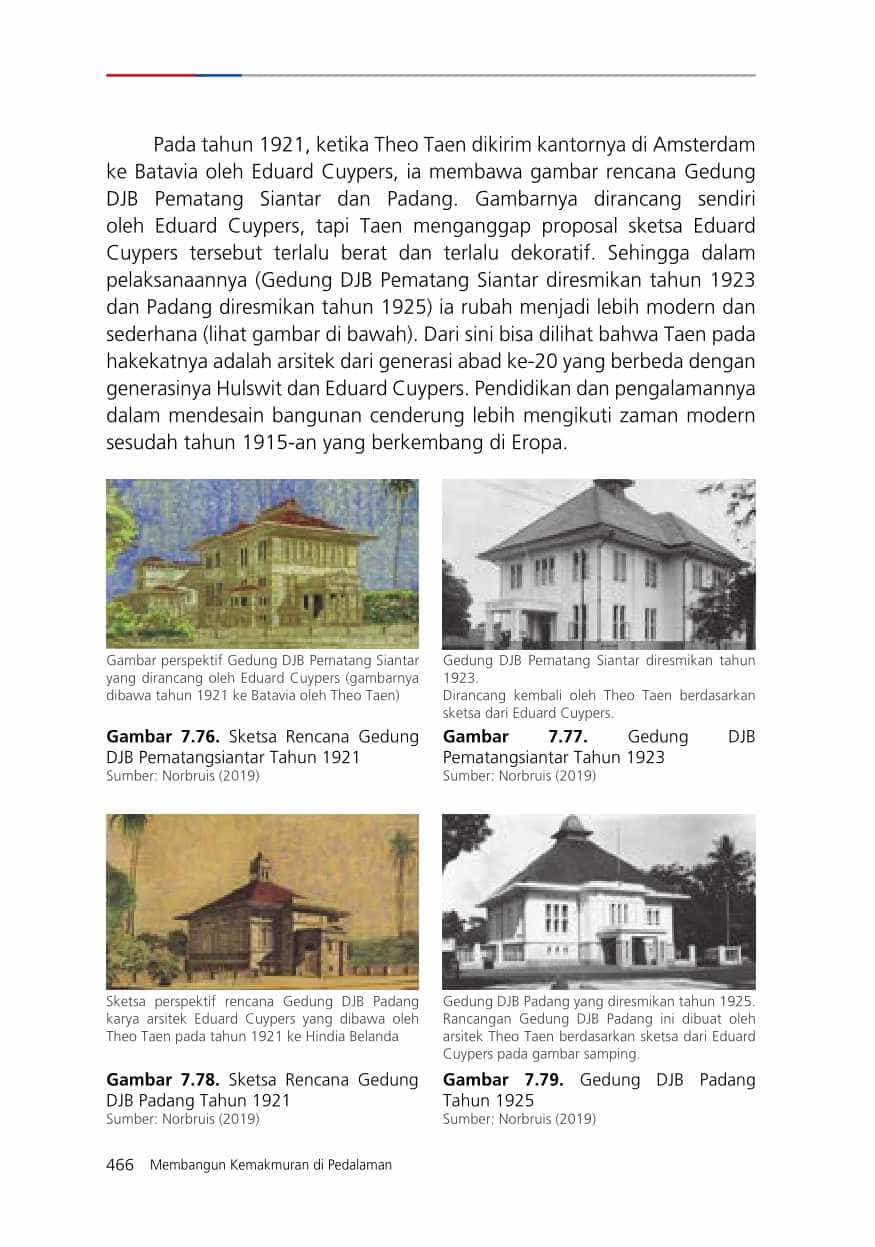 Pada tahun 1921, ketika Theo Taen dikirim kantornya di Amsterdam
ke Batavia oleh Eduard Cuypers, ia membawa gambar rencana Gedung
DJB Pematang Siantar dan Padang. Gambarnya dirancang sendiri
oleh Eduard Cuypers, tapi Taen menganggap proposal sketsa Eduard
Cuypers tersebut terlalu berat dan terlalu dekoratif. Sehingga dalam
pelaksanaannya (Gedung DJB Pematang Siantar diresmikan tahun 1923
dan Padang diresmikan tahun 1925) ia rubah menjadi lebih modern dan
sederhana (lihat gambar di bawah). Dari sini bisa dilihat bahwa Taen pada
hakekatnya adalah arsitek dari generasi abad ke-20 yang berbeda dengan
generasinya Hulswit dan Eduard Cuypers. Pendidikan dan pengalamannya
dalam mendesain bangunan cenderung lebih mengikuti zaman modern
sesudah tahun 1915-an yang berkembang di Eropa.
Gambar perspektif Gedung DJB Pematang Siantar
yang dirancang oleh Eduard Cuypers (gambarnya
dibawa tahun 1921 ke Batavia oleh Theo Taen)
Gambar 7.76. Sketsa Rencana Gedung
DJB Pematangsiantar Tahun 1921
Sumber: Norbruis (2019)
Gedung DJB Pematang Siantar diresmikan tahun
1923.
Dirancang kembali oleh Theo Taen berdasarkan
sketsa dari Eduard Cuypers.
Gambar 7.77. Gedung DJB
Pematangsiantar Tahun 1923
Sumber: Norbruis (2019)
Sketsa perspektif rencana Gedung DJB Padang
karya arsitek Eduard Cuypers yang dibawa oleh
Theo Taen pada tahun 1921 ke Hindia Belanda
Gambar 7.78. Sketsa Rencana Gedung
DJB Padang Tahun 1921
Sumber: Norbruis (2019)
Gedung DJB Padang yang diresmikan tahun 1925.
Rancangan Gedung DJB Padang ini dibuat oleh
arsitek Theo Taen berdasarkan sketsa dari Eduard
Cuypers pada gambar samping.
Gambar 7.79. Gedung DJB Padang
Tahun 1925
Sumber: Norbruis (2019)
466 Membangun Kemakmuran di Pedalaman